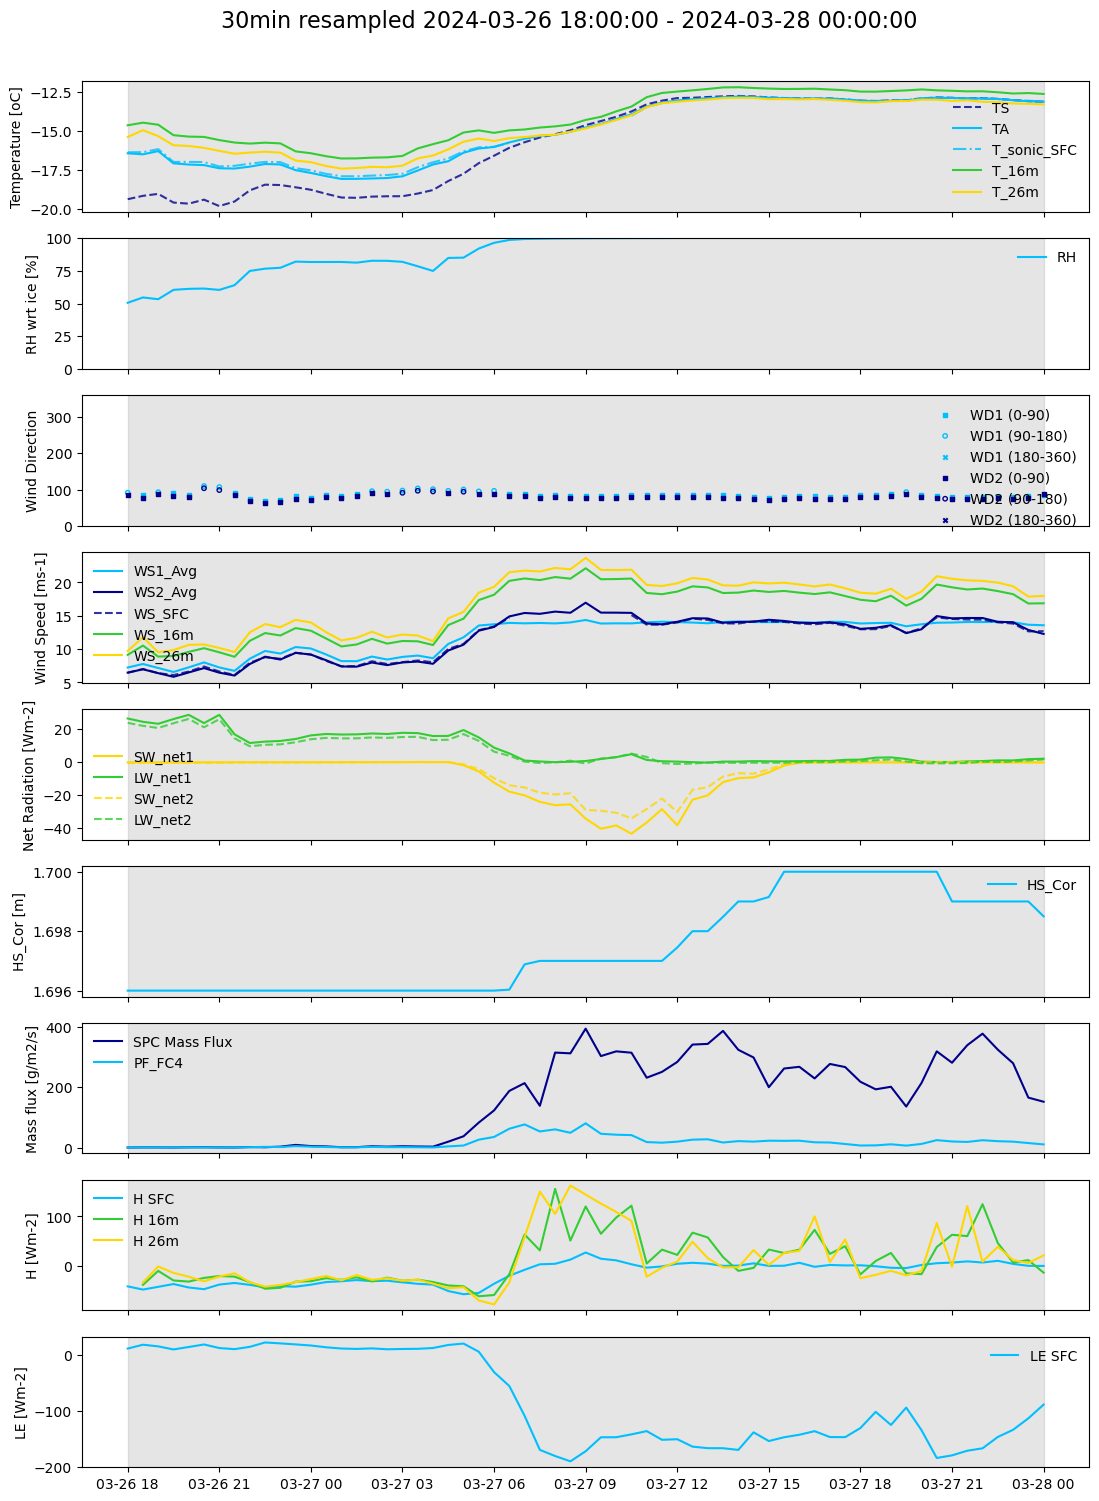 30min resampled 2024-03-26 18:00:00 - 2024-03-28 00:00:00
Temperature [oC]
−12.5
−15.0
−17.5
−20.0
TS
TA
T_sonic_SFC
T_16m
T_26m
RH wrt ice [%]
100
75
50
25
0
RH
Wind Direction
300
200
100
0
WD1 (0-90)
WD1 (90-180)
WD1 (180-360)
WD2 (0-90)
WD2 (90-180)
WD2 (180-360)
Wind Speed [ms-1]
20
15
10
5
WS1_Avg
WS2_Avg
WS_SFC
WS_16m
WS_26m
Net Radiation [Wm-2]
20
0
−20
−40
SW_net1
LW_net1
SW_net2
LW_net2
HS_Cor [m]
1.700
1.698
1.696
HS_Cor
Mass flux [g/m2/s]
400
200
0
SPC Mass Flux
PF_FC4
H [Wm-2]
100
0
H SFC
H 16m
H 26m
LE [Wm-2]
0
−100
−200
LE SFC
03-26 18 03-26 21 03-27 00 03-27 03 03-27 06 03-27 09 03-27 12 03-27 15 03-27 18 03-27 21 03-28 00